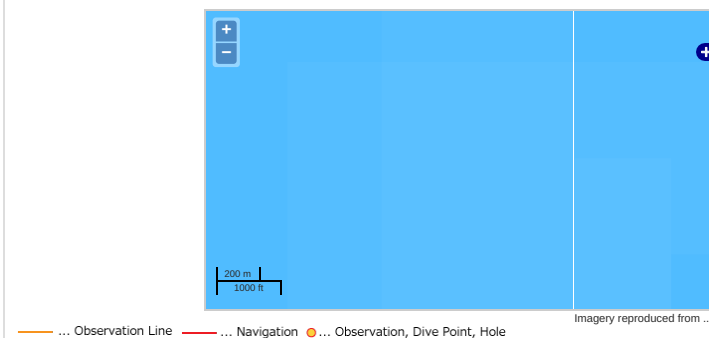 +
−
+
200 m
1000 ft
Imagery reproduced from ..
... Observation Line ... Navigation ... Observation, Dive Point, Hole